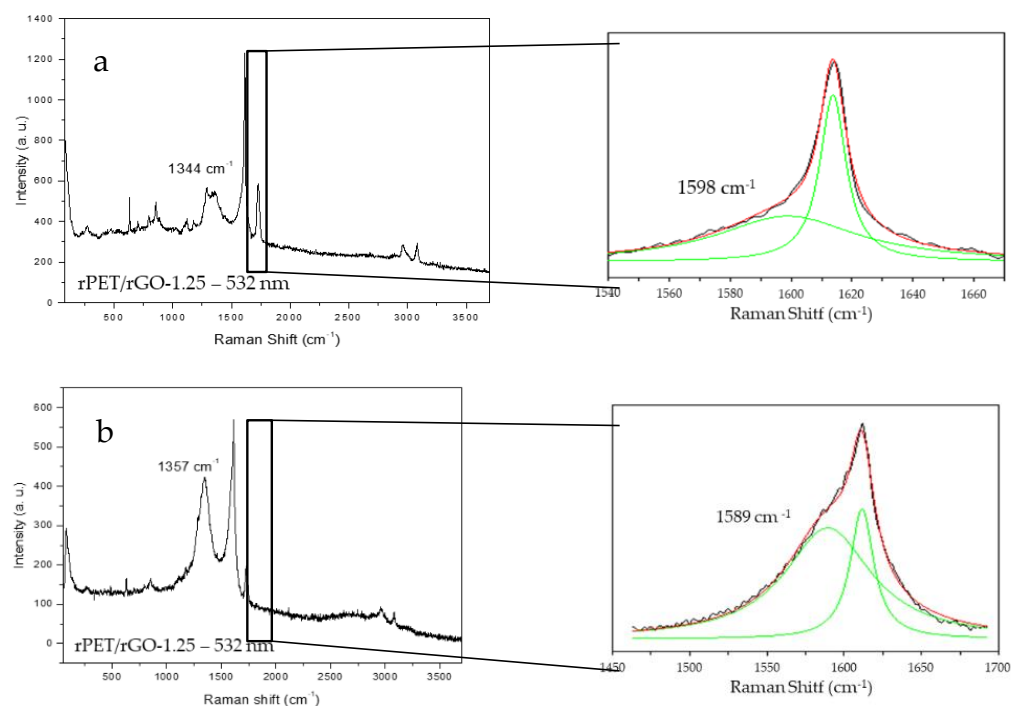 a
1400
1200
1000
800
600
400
200
0
Intensity (a. u.)
1344 cm-1
rPET/rGO-1.25 – 532 nm
500 1000 1500 2000 2500 3000 3500
Raman Shift (cm-1)
1598 cm-1
1540 1560 1580 1600 1620 1640 1660
Raman Shitf (cm-1)
b
600
500
400
300
200
100
0
Intensity (a. u.)
1357 cm-1
rPET/rGO-1.25 – 532 nm
500 1000 1500 2000 2500 3000 3500
Raman shift (cm-1)
1589 cm-1
1450 1500 1550 1600 1650 1700
Raman Shitf (cm-1)